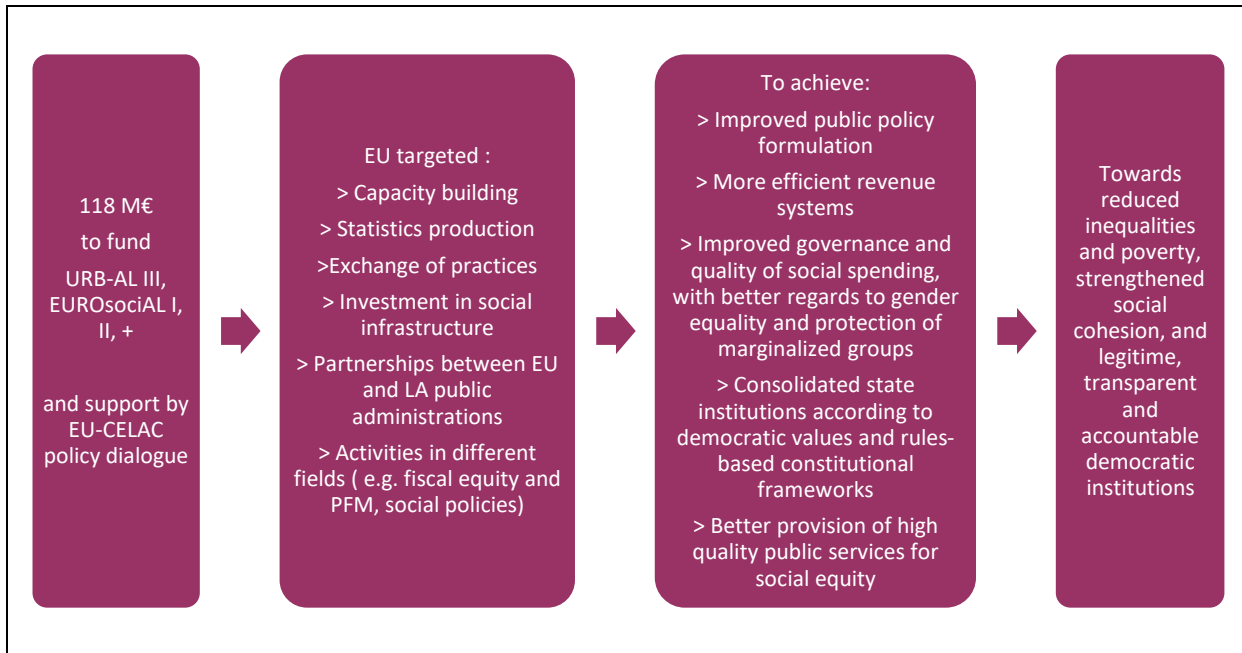 118 M€
to fund
URB-AL III,
EUROsociAL I,
II, +
and support by
EU-CELAC
policy dialogue
EU targeted :
> Capacity building
> Statistics production
>Exchange of practices
> Investment in social
infrastructure
> Partnerships between EU
and LA public
administrations
> Activities in different
fields ( e.g. fiscal equity and
PFM, social policies)
To achieve:
> Improved public policy
formulation
> More efficient revenue
systems
> Improved governance and
quality of social spending,
with better regards to gender
equality and protection of
marginalized groups
> Consolidated state
institutions according to
democratic values and rules-
based constitutional
frameworks
> Better provision of high
quality public services for
social equity
Towards
reduced
inequalities
and poverty,
strengthened
social
cohesion, and
legitime,
transparent
and
accountable
democratic
institutions